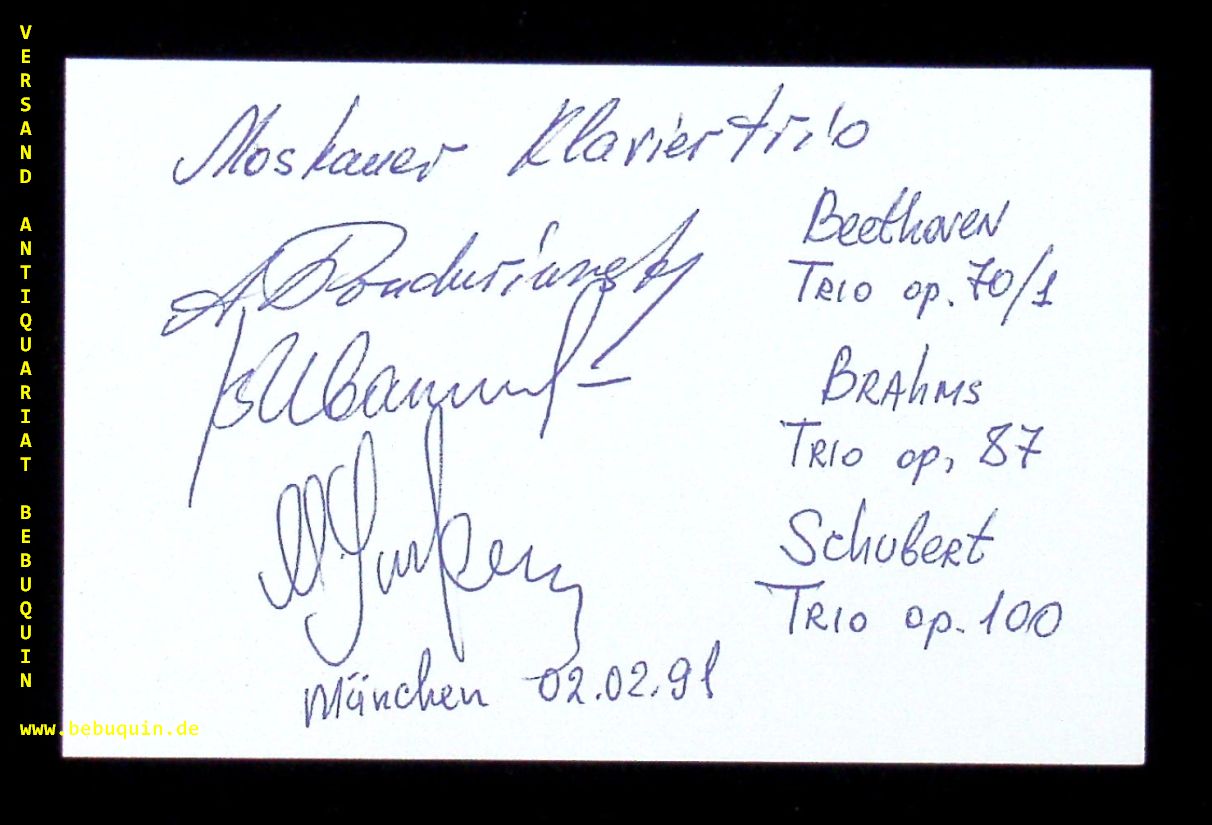 VERSAND ANTIQUARIAT BEBUQUIN
www.bebuquin.de
Moskauer Klaviertrio
A Bonduriansky
Beethoven
Trio op. 70/1
Brahms
Trio op, 87
Schubert
Trio op. 100
München 02.02.91